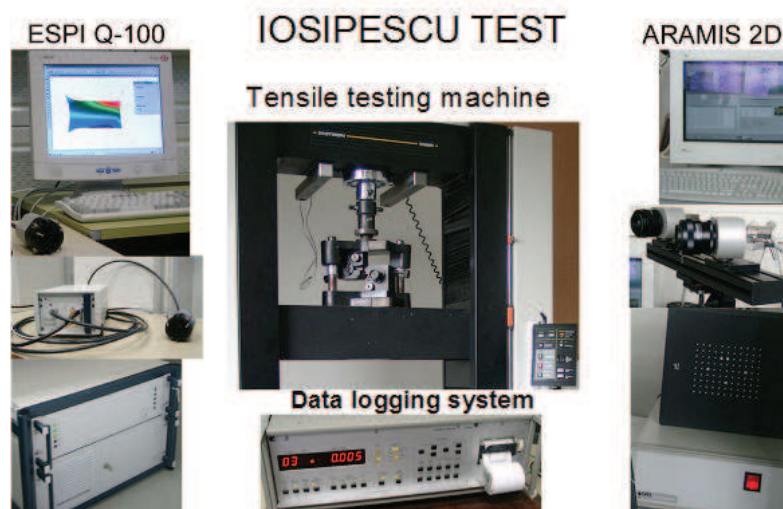 ESPI Q-100
IOSIPESCU TEST
ARAMIS 2D
Tensile testing machine
Data logging system
03 0.005